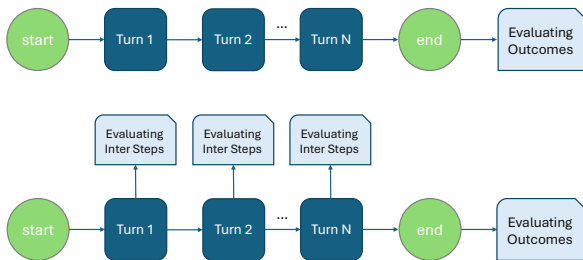 start
Turn 1
Turn 2
...
Turn N
end
Evaluating
Outcomes
Evaluating
Inter Steps
Evaluating
Inter Steps
Evaluating
Inter Steps
start
Turn 1
Turn 2
...
Turn N
end
Evaluating
Outcomes